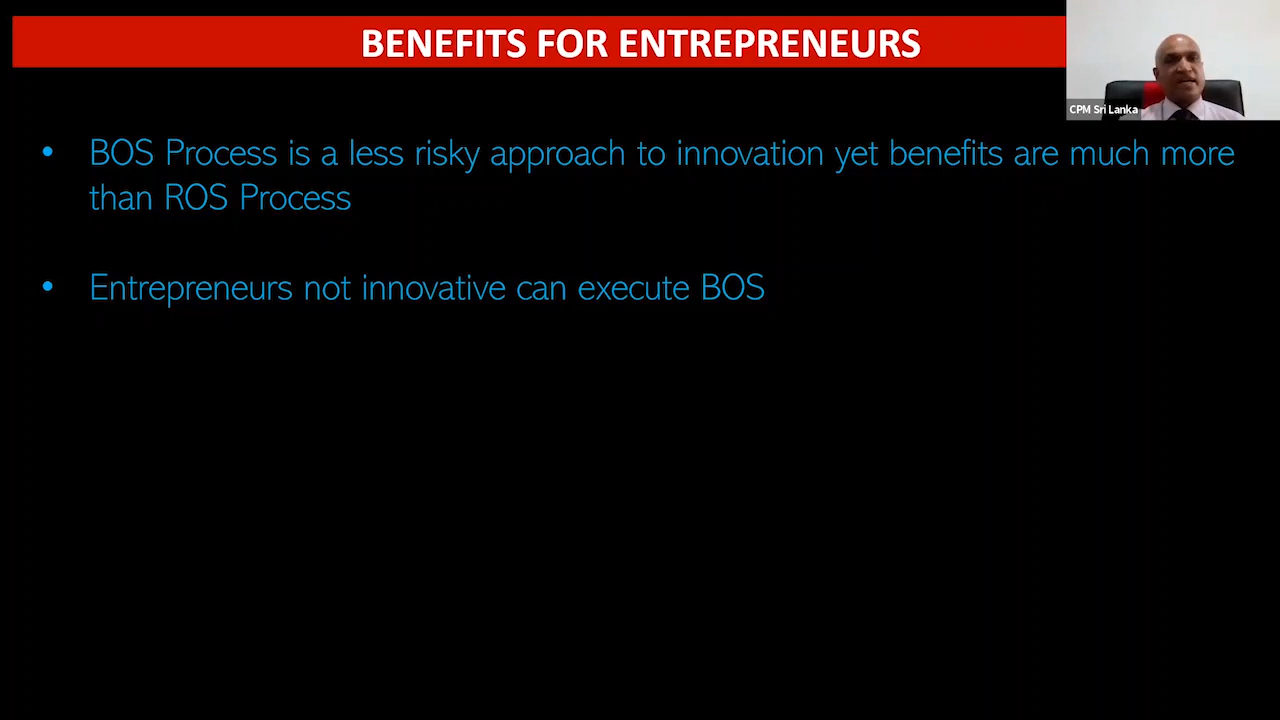 BENEFITS FOR ENTREPRENEURS
CPM Sri Lanka
• BOS Process is a less risky approach to innovation yet benefits are much more
than ROS Process
• Entrepreneurs not innovative can execute BOS